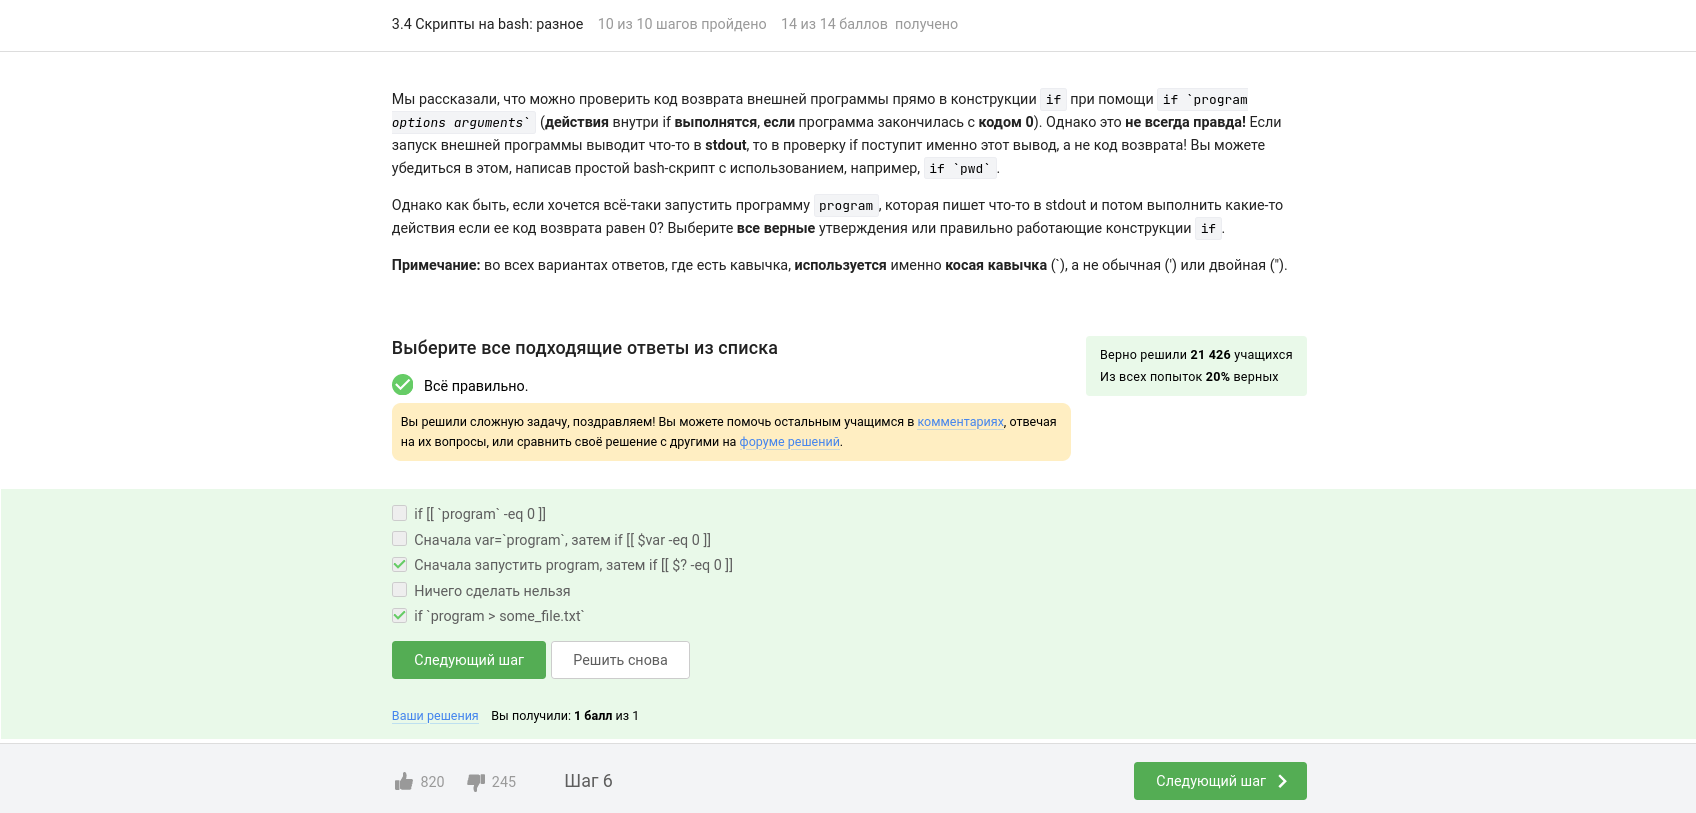 3.4 Скрипты на bash: разное 10 из 10 шагов пройдено 14 из 14 баллов получено
Мы рассказали, что можно проверить код возврата внешней программы прямо в конструкции if при помощи if `program
options arguments` (действия внутри if выполнятся, если программа закончилась с кодом 0). Однако это не всегда правда! Если
запуск внешней программы выводит что-то в stdout, то в проверку if поступит именно этот вывод, а не код возврата! Вы можете
убедиться в этом, написав простой bash-скрипт с использованием, например, if `pwd`.
Однако как быть, если хочется всё-таки запустить программу program, которая пишет что-то в stdout и потом выполнить какие-то
действия если ее код возврата равен 0? Выберите все верные утверждения или правильно работающие конструкции if.
Примечание: во всех вариантах ответов, где есть кавычка, используется именно косая кавычка (`), а не обычная (') или двойная (").
Выберите все подходящие ответы из списка
Верно решили 21 426 учащихся
Из всех попыток 20% верных
Всё правильно.
Вы решили сложную задачу, поздравляем! Вы можете помочь остальным учащимся в комментариях, отвечая
на их вопросы, или сравнить своё решение с другими на форуме решений.
if [[ `program` -eq 0 ]]
Сначала var=`program`, затем if [[ $var -eq 0 ]]
Сначала запустить program, затем if [[ $? -eq 0 ]]
Ничего сделать нельзя
if `program > some_file.txt`
Следующий шаг Решить снова
Ваши решения Вы получили: 1 балл из 1
820 245 Шаг 6 Следующий шаг